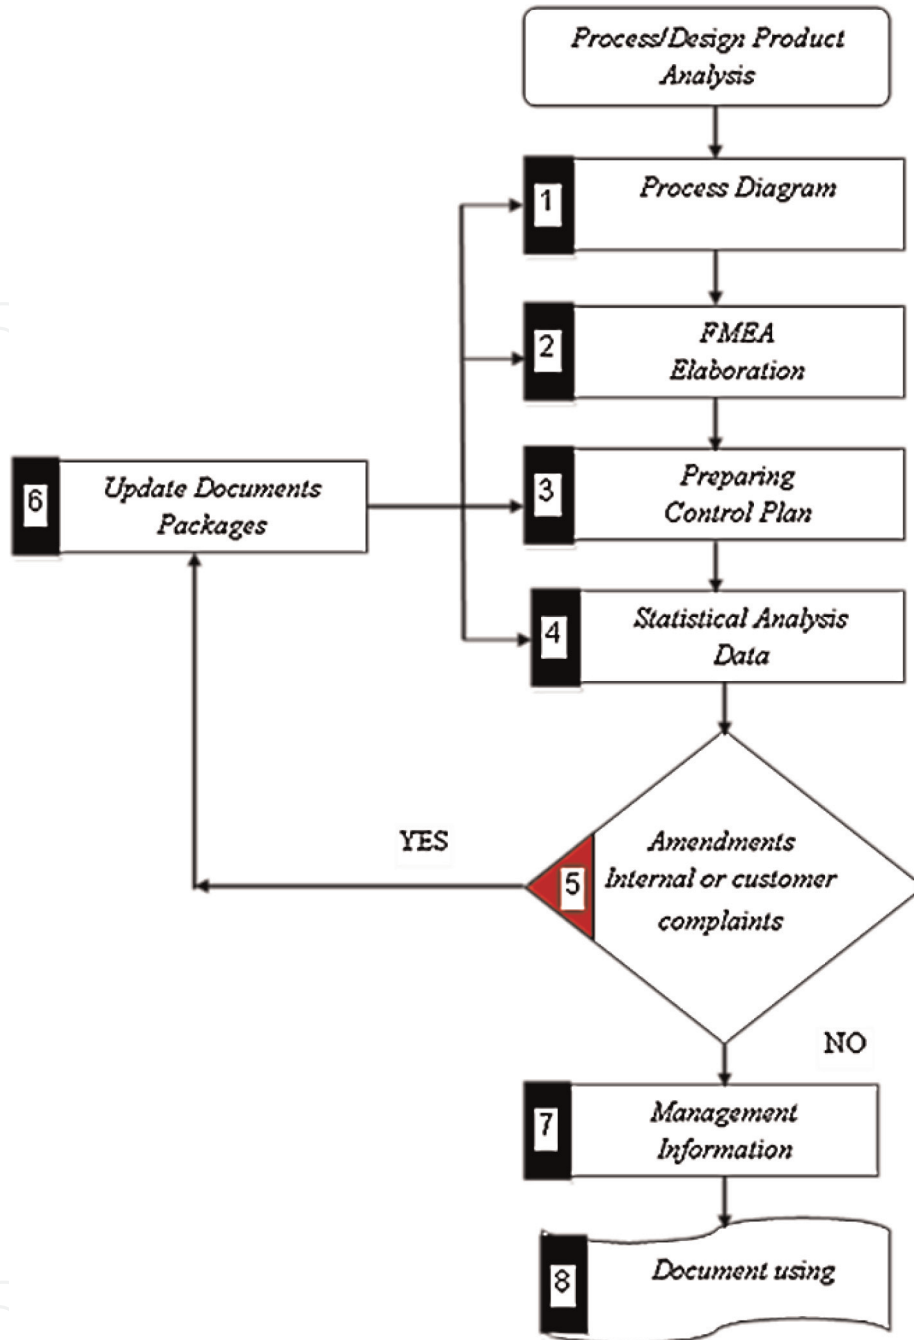 Process/Design Product
Analysis
1
Process Diagram
2
FMEA
Elaboration
3
Preparing
Control Plan
6
Update Documents
Packages
4
Statistical Analysis
Data
YES
5
Amendments
Internal or customer
complaints
NO
7
Management
Information
8
Document using